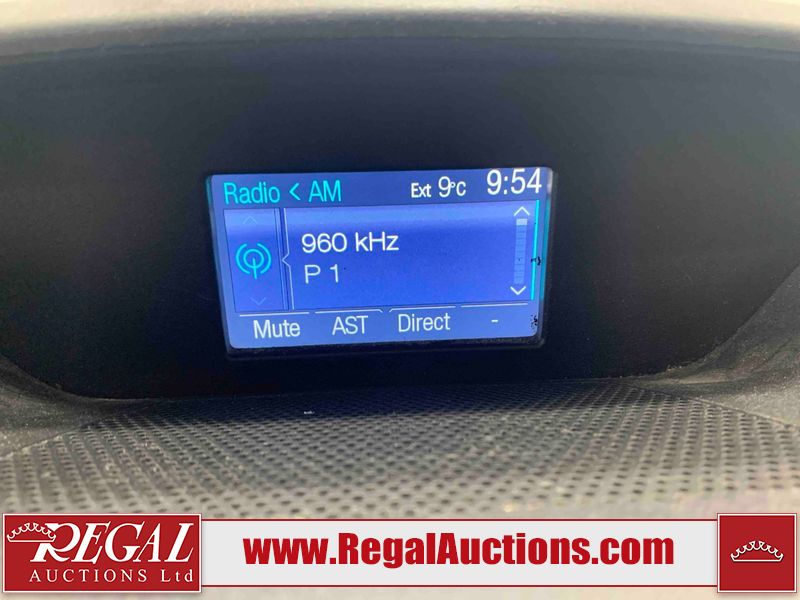 Radio < AM Ext 9°C 9:54
960 kHz
P 1
Mute AST Direct -
REGAL
AUCTIONS Ltd
www.RegalAuctions.com